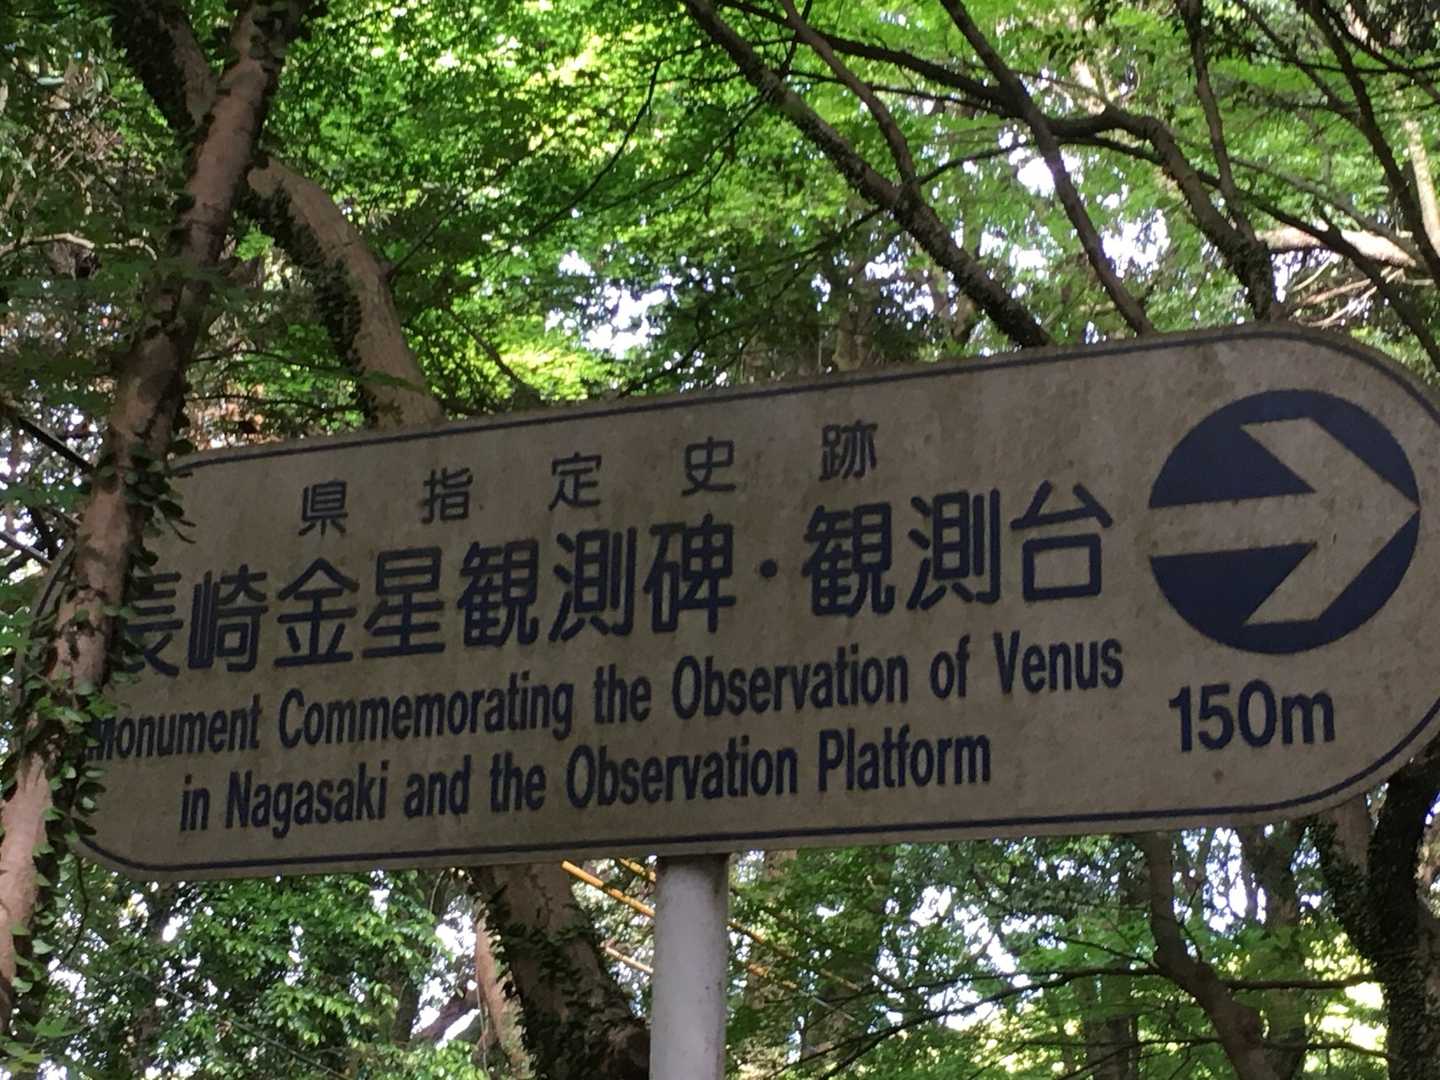 県指定史跡
長崎金星観測碑・観測台
Monument Commemorating the Observation of Venus
in Nagasaki and the Observation Platform
150m